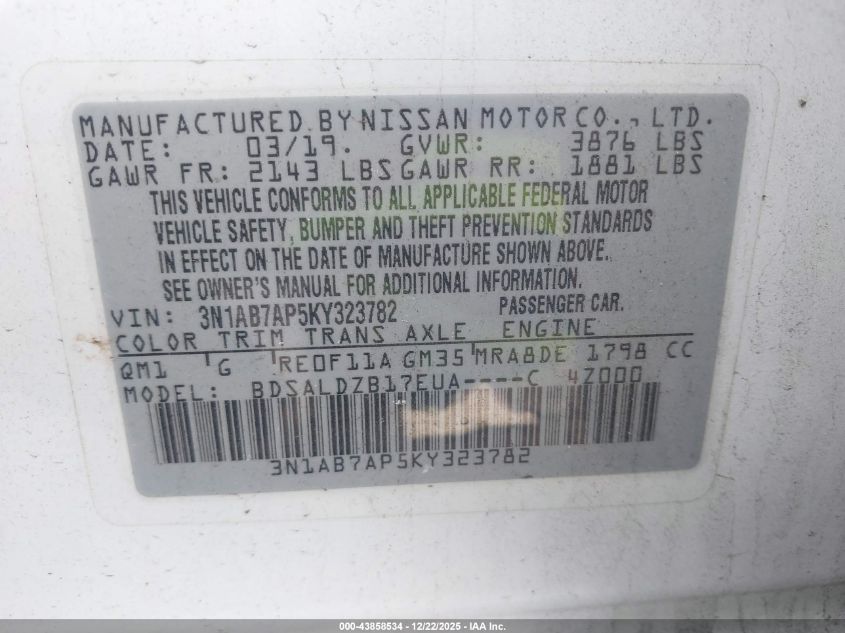 MANUFACTURED BY NISSAN MOTOR CO., LTD.
DATE: 03/19. GVWR: 3876 LBS
GAWR FR: 2143 LBS GAWR RR: 1881 LBS
THIS VEHICLE CONFORMS TO ALL APPLICABLE FEDERAL MOTOR
VEHICLE SAFETY, BUMPER AND THEFT PREVENTION STANDARDS
IN EFFECT ON THE DATE OF MANUFACTURE SHOWN ABOVE.
SEE OWNER'S MANUAL FOR ADDITIONAL INFORMATION.
VIN: 3N1AB7AP5KY323782 PASSENGER CAR.
COLOR TRIM TRANS AXLE ENGINE
QM1 G RE0F11A GM35 MRA8DE 1798 CC
MODEL: BDSALDZB17EUA----C 4Z000
3N1AB7AP5KY323782
000-43858534 - 12/22/2025 - IAA Inc.